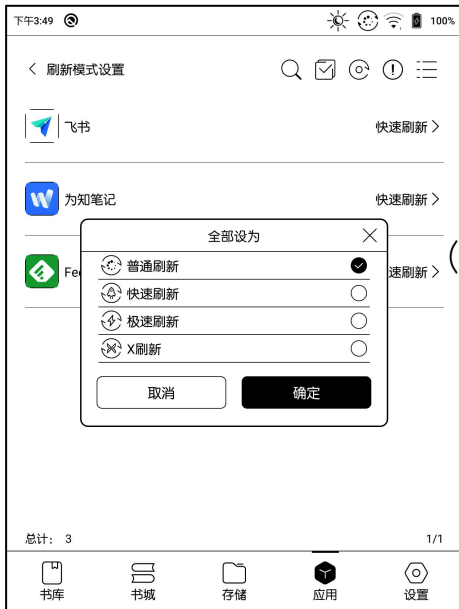 下午3:49 100%
刷新模式设置
飞书 快速刷新
为知笔记 快速刷新
全部设为
Fe 速刷新
普通刷新
快速刷新
极速刷新
X刷新
取消 确定
总计: 3 1/1
书库 书城 存储 应用 设置